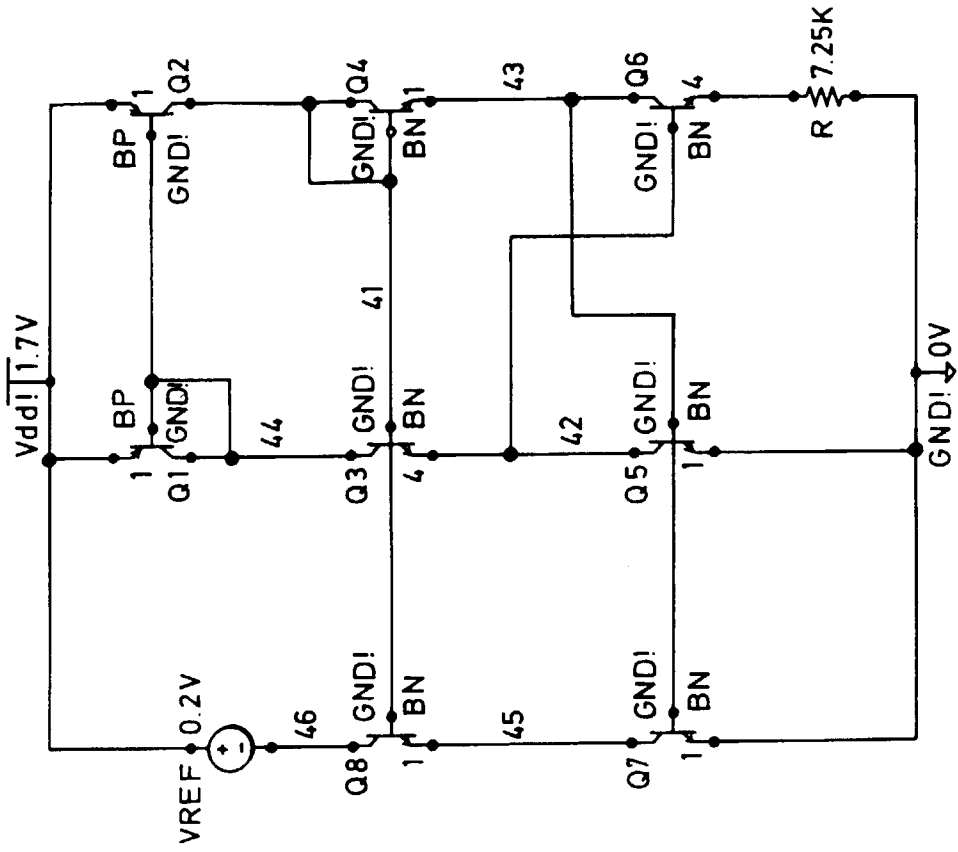 Vdd! 1.7V
VREF 0.2V
46
Q8
GND!
BN
1
45
Q7
GND!
BN
1
BP
GND!
1
Q1
44
Q3
GND!
4
42
Q5
GND!
BN
1
41
BP
GND!
1
Q2
Q4
GND!
BN
1
43
Q6
GND!
BN
4
R 7.25K
GND! 0V